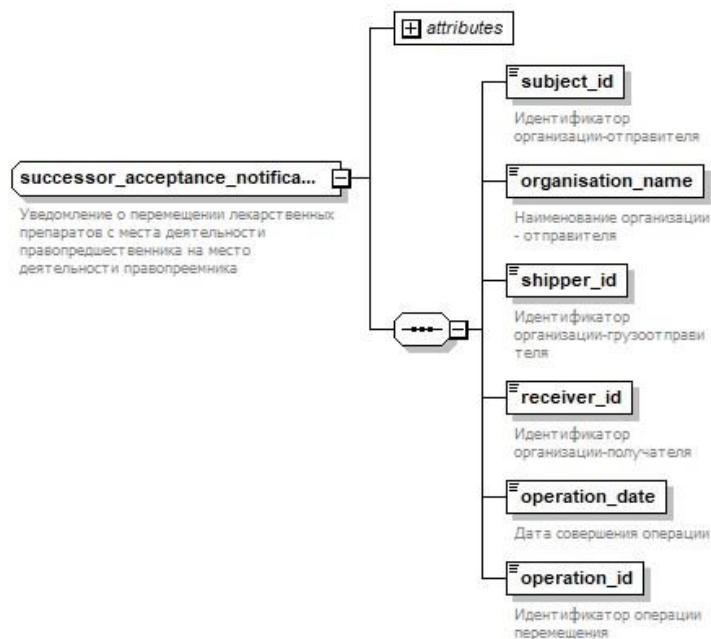 attributes
subject_id
Идентификатор
организации-отправителя
successor_acceptance_notifica...
Уведомление о перемещении лекарственных
препаратов с места деятельности
правопредшественника на место
деятельности правопреемника
organisation_name
Наименование организации
- отправителя
shipper_id
Идентификатор
организации-грузоотправи
теля
receiver_id
Идентификатор
организации-получателя
operation_date
Дата совершения операции
operation_id
Идентификатор операции
перемещения